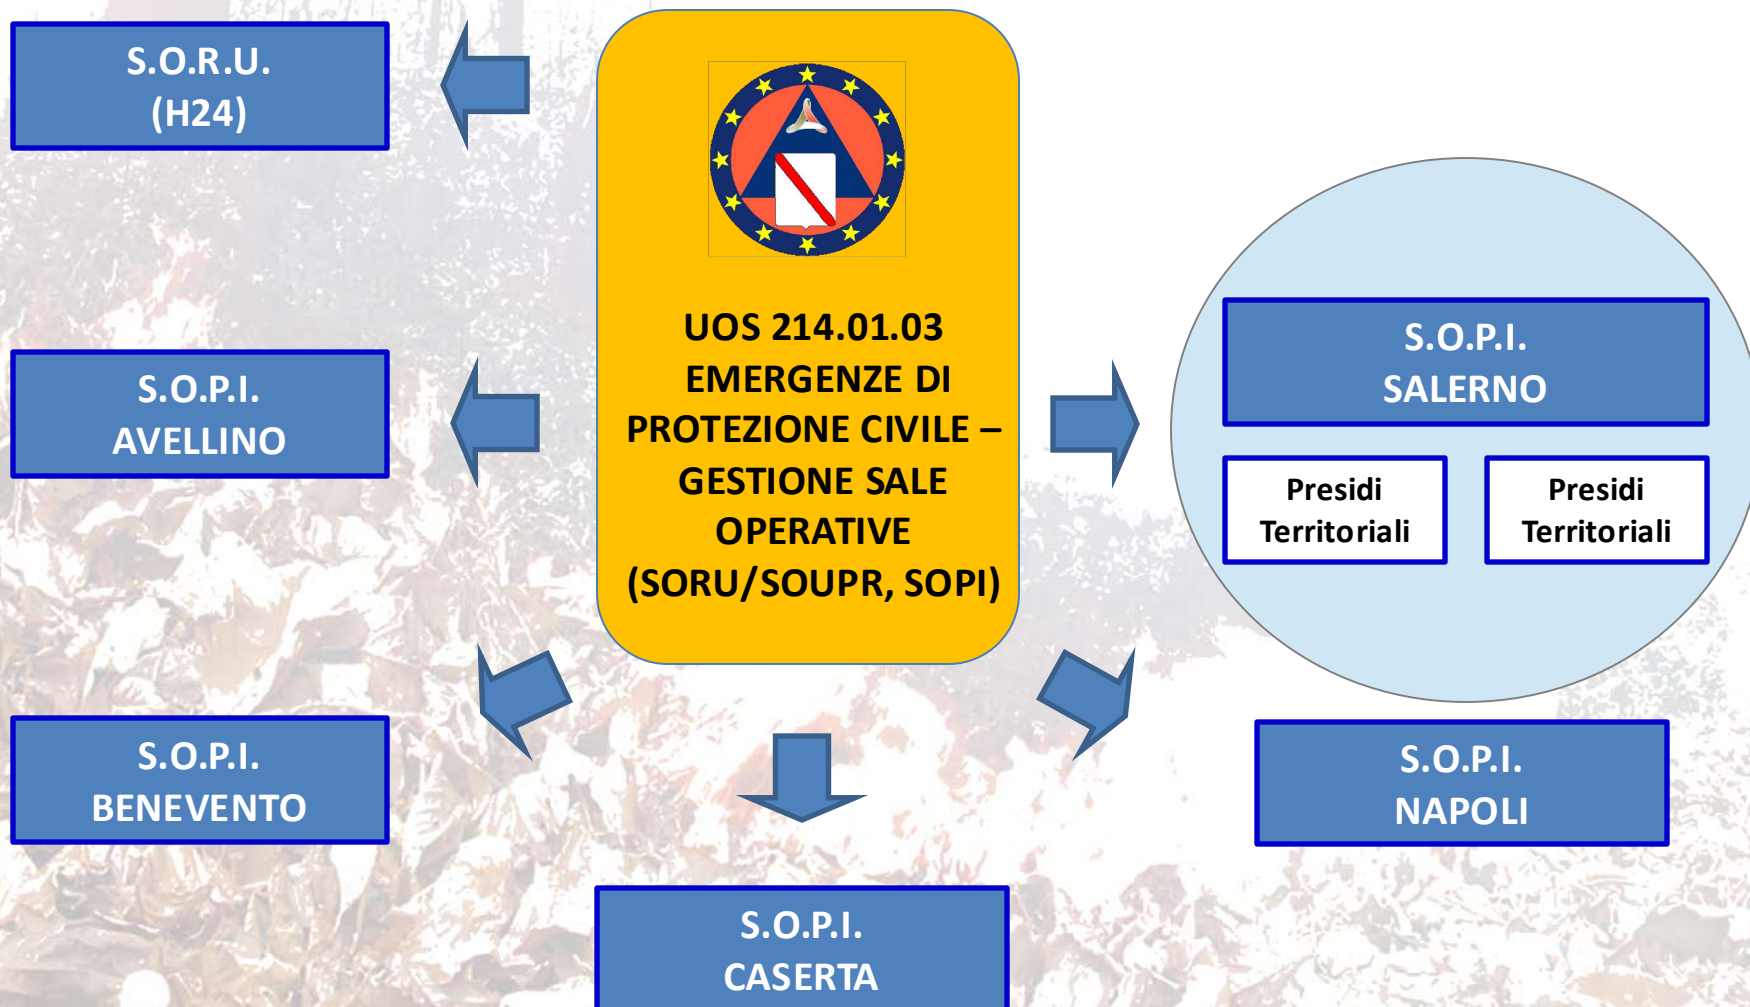 S.O.R.U.
(H24)
UOS 214.01.03
EMERGENZE DI
PROTEZIONE CIVILE –
GESTIONE SALE
OPERATIVE
(SORU/SOUPR, SOPI)
S.O.P.I.
SALERNO
Presidi
Territoriali
Presidi
Territoriali
S.O.P.I.
AVELLINO
S.O.P.I.
BENEVENTO
S.O.P.I.
NAPOLI
S.O.P.I.
CASERTA